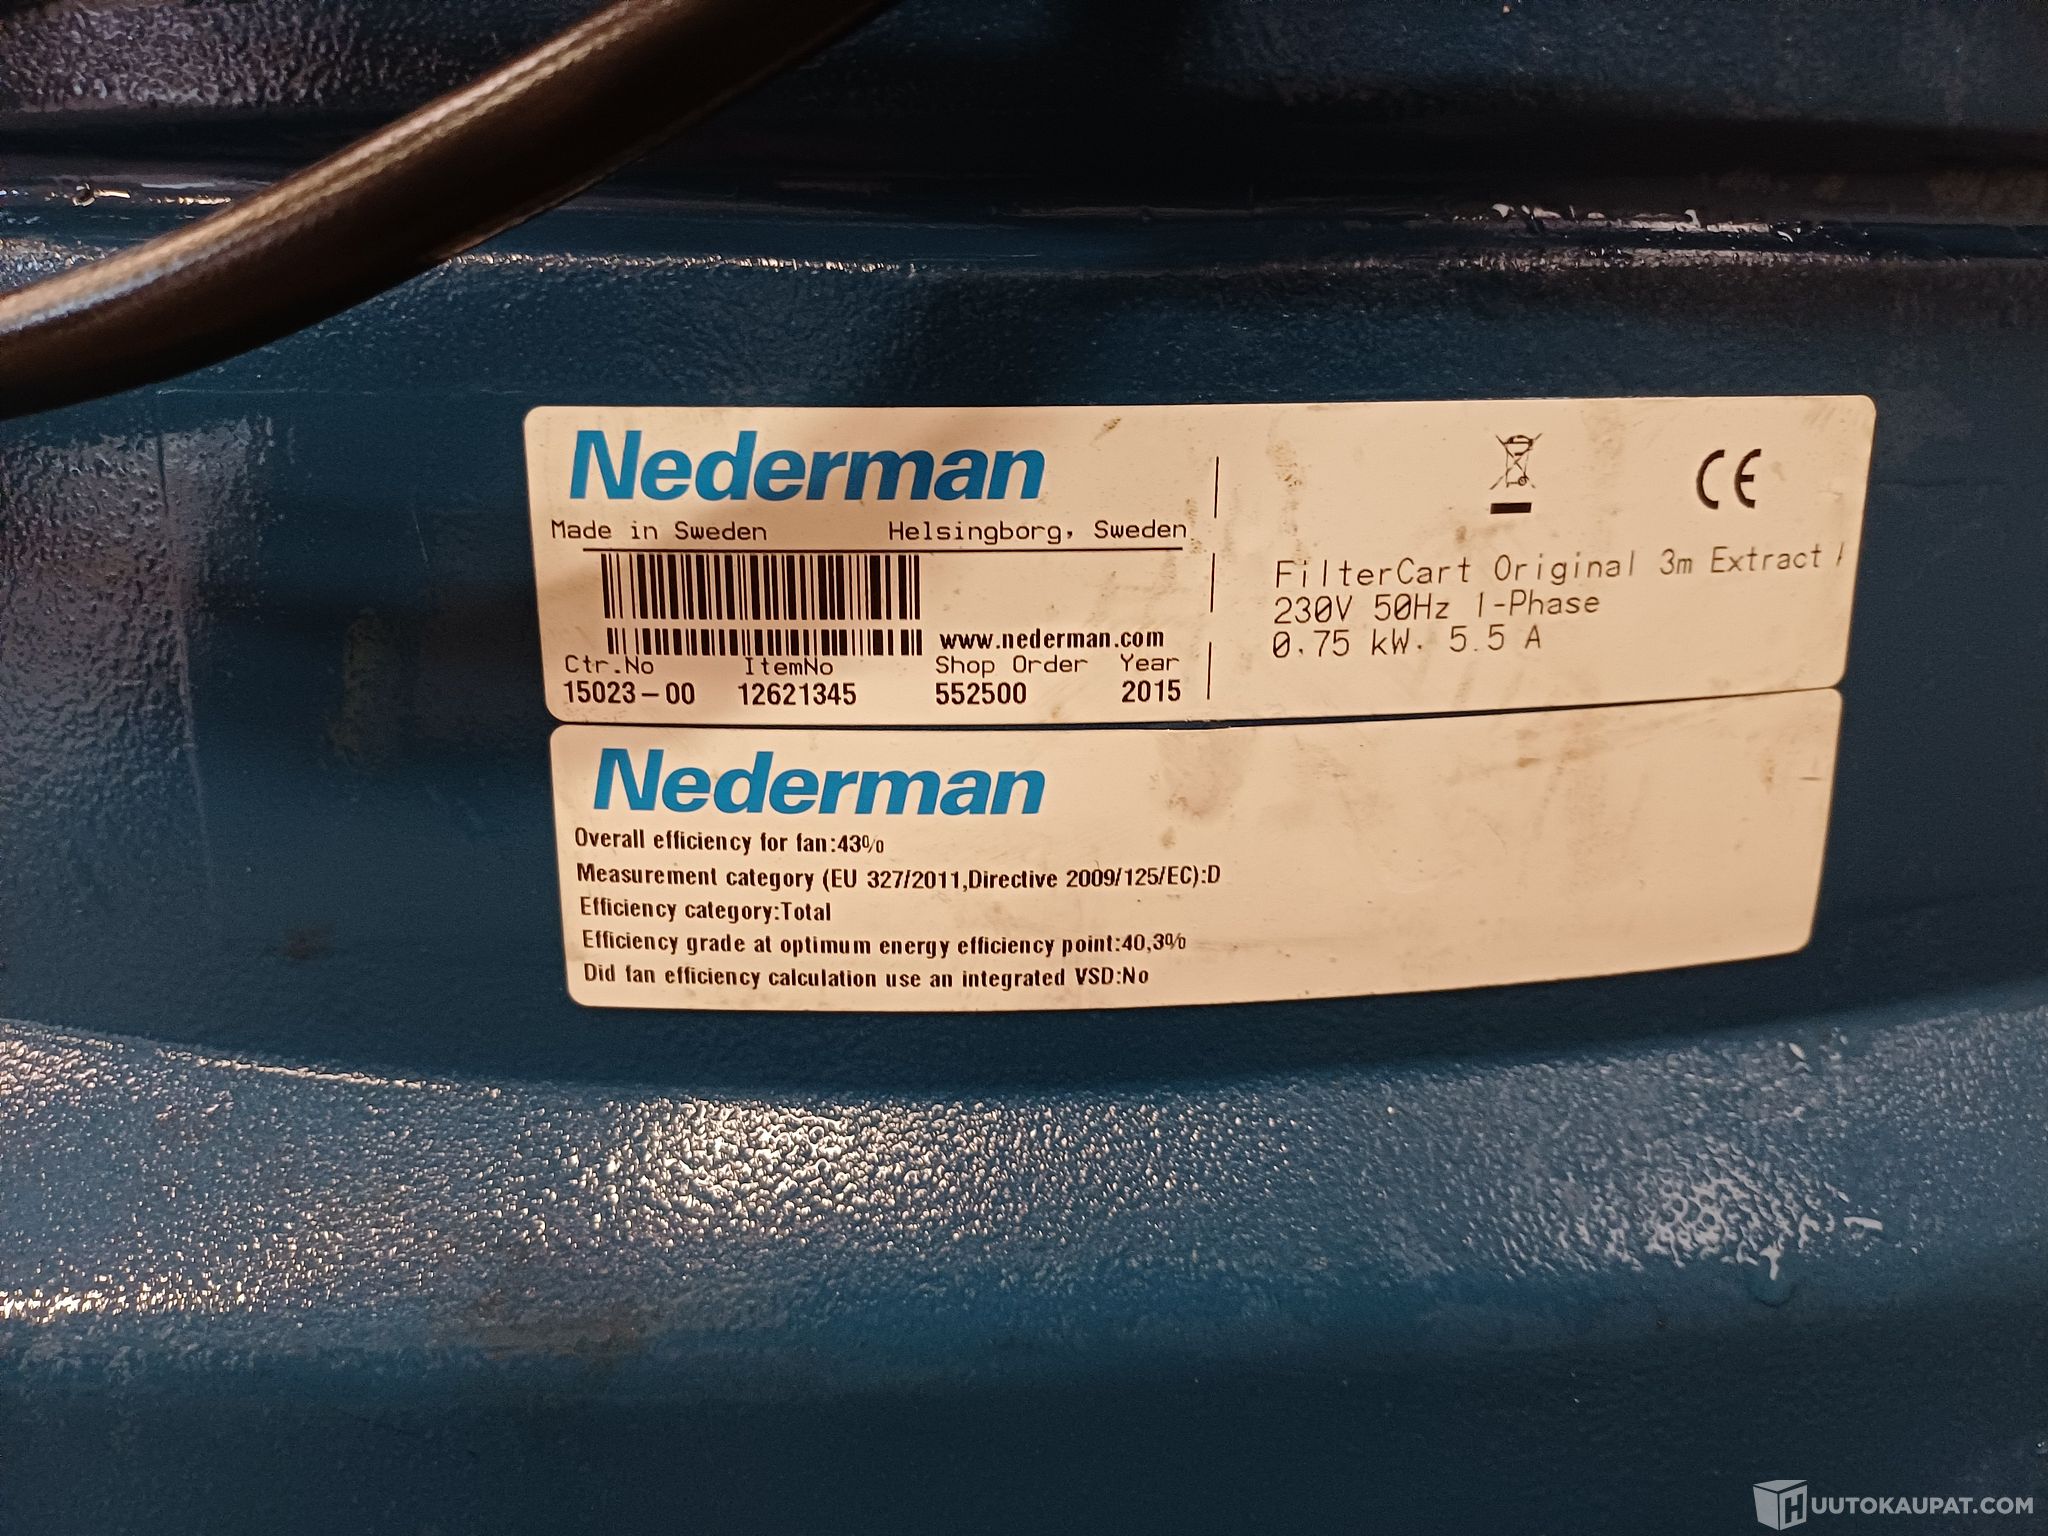 Nederman
Made in Sweden Helsingborg, Sweden
www.nederman.com
Ctr.No ItemNo Shop Order Year
15023-00 12621345 552500 2015
CE
FilterCart Original 3m Extract
230V 50Hz 1-Phase
0.75 kW. 5.5 A
Nederman
Overall efficiency for fan:43%
Measurement category (EU 327/2011,Directive 2009/125/EC):D
Efficiency category:Total
Efficiency grade at optimum energy efficiency point:40,3%
Did fan efficiency calculation use an integrated VSD:No
HUUTOKAUPAT.COM